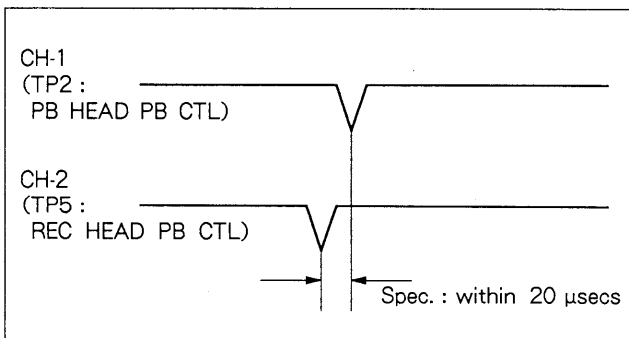 CH-1
(TP2 :
PB HEAD PB CTL)
CH-2
(TP5 :
REC HEAD PB CTL)
Spec. : within 20 μsecs